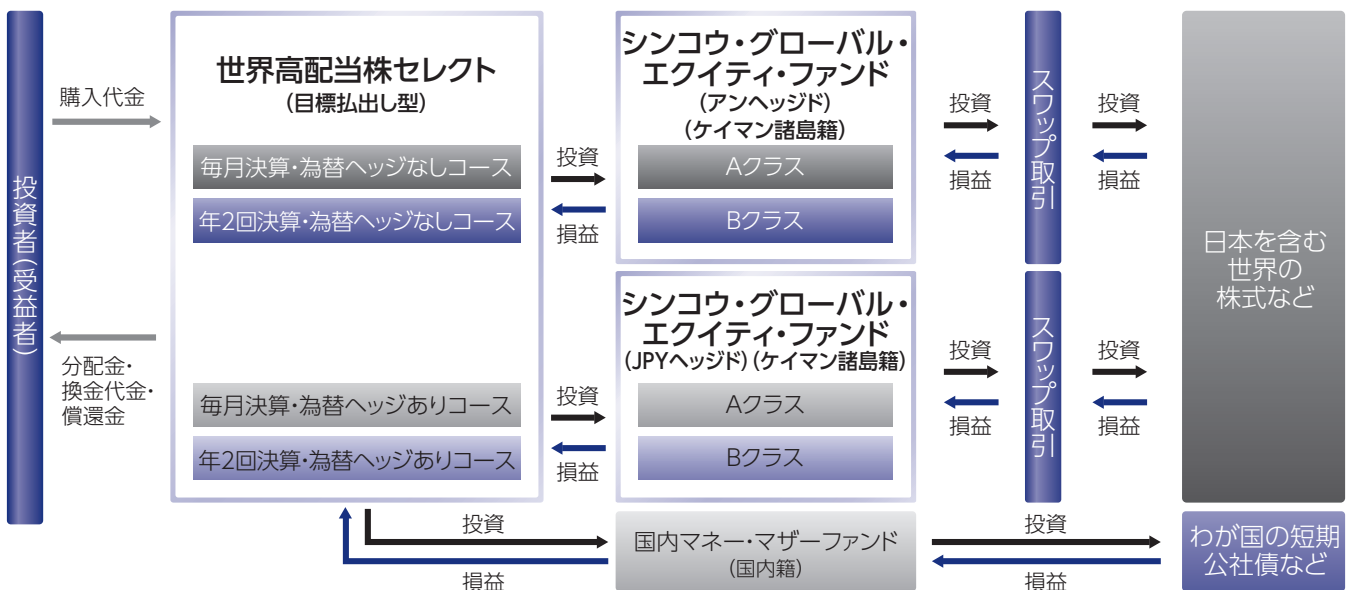 投資者（受益者）
購入代金
分配金・
換金代金・
償還金
世界高配当株セレクト
（目標払出し型）
毎月決算・為替ヘッジなしコース
年2回決算・為替ヘッジなしコース
毎月決算・為替ヘッジありコース
年2回決算・為替ヘッジありコース
投資
損益
投資
損益
シンコウ・グローバル・
エクイティ・ファンド
（アンヘッジド）
（ケイマン諸島籍）
Aクラス
Bクラス
シンコウ・グローバル・
エクイティ・ファンド
（JPYヘッジド）（ケイマン諸島籍）
Aクラス
Bクラス
投資
損益
スワップ取引
投資
損益
投資
損益
スワップ取引
投資
損益
日本を含む
世界の
株式など
投資
損益
国内マネー・マザーファンド
（国内籍）
投資
損益
わが国の短期
公社債など